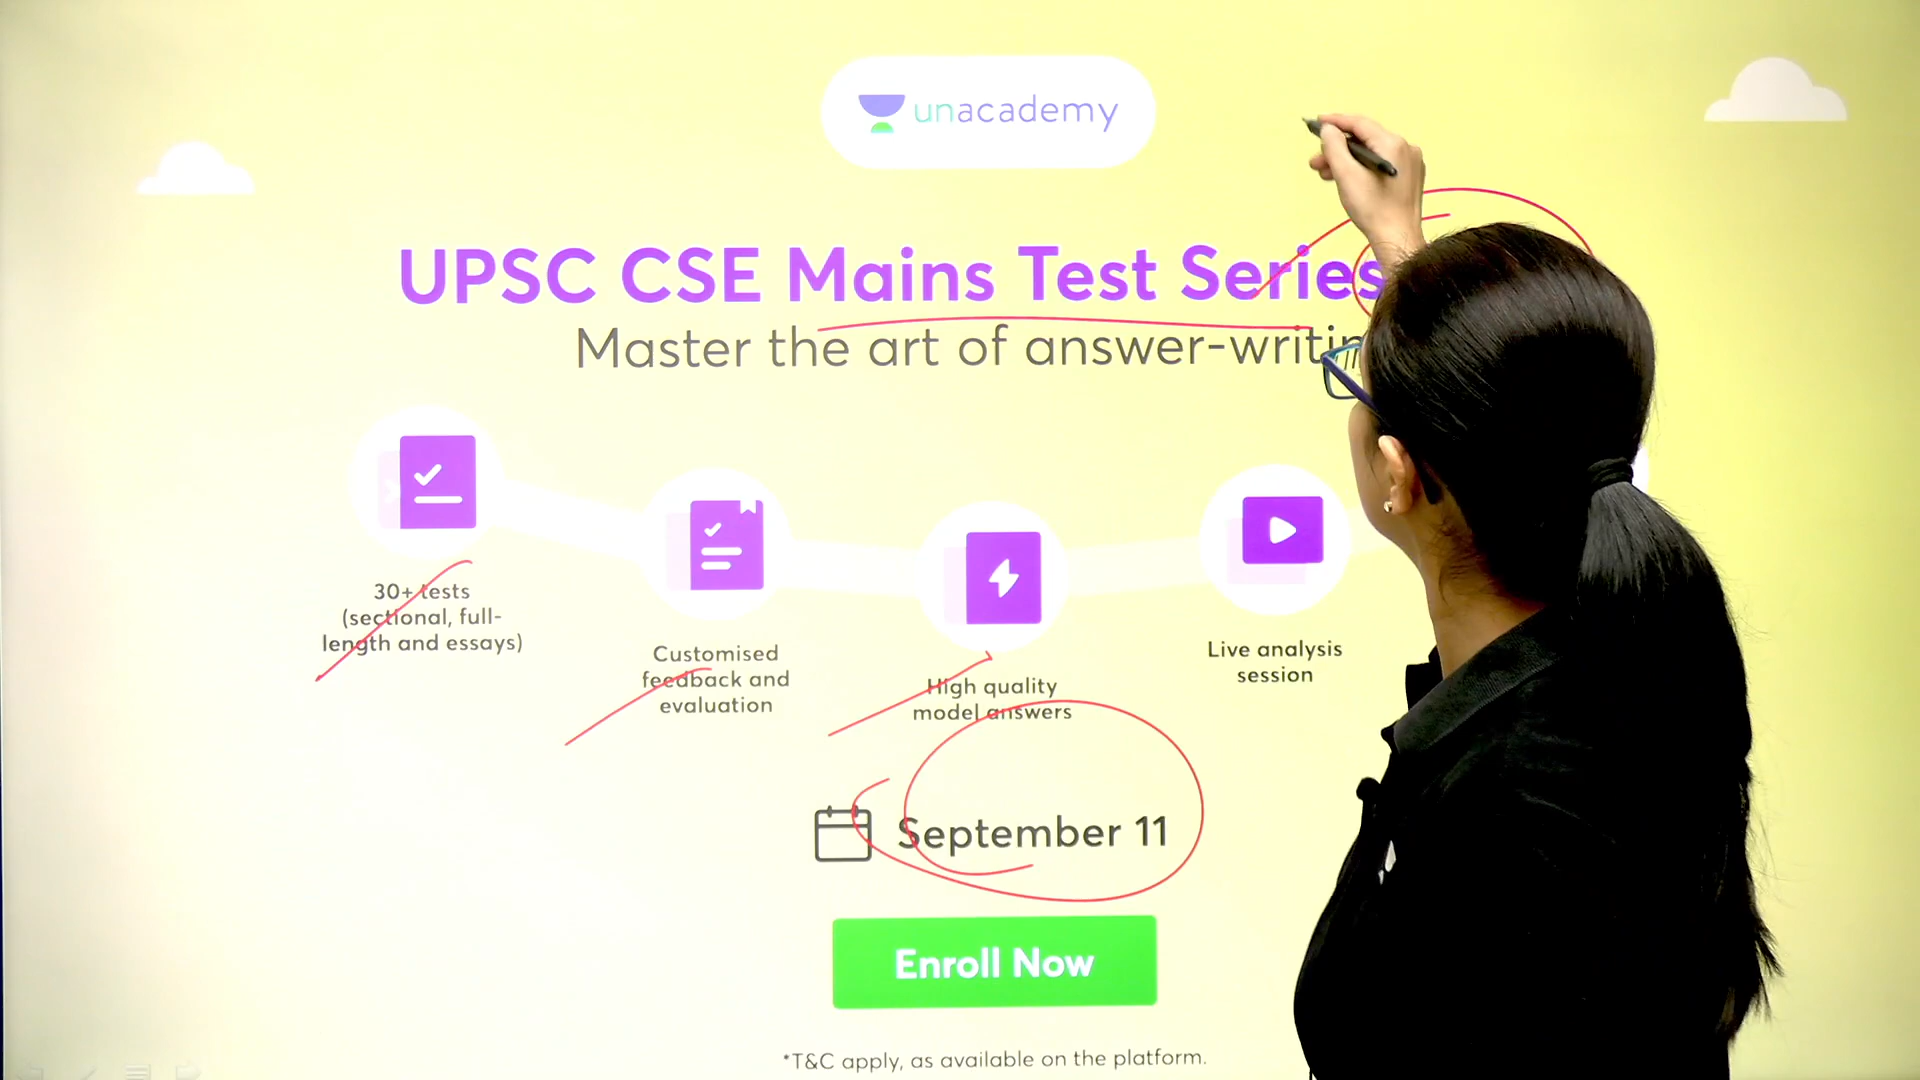 unacademy
UPSC CSE Mains Test Series
Master the art of answer-writin
30+ tests
(sectional, full-
length and essays)
Customised
feedback and
evaluation
High quality
model answers
Live analysis
session
September 11
Enroll Now
*T&C apply, as available on the platform.